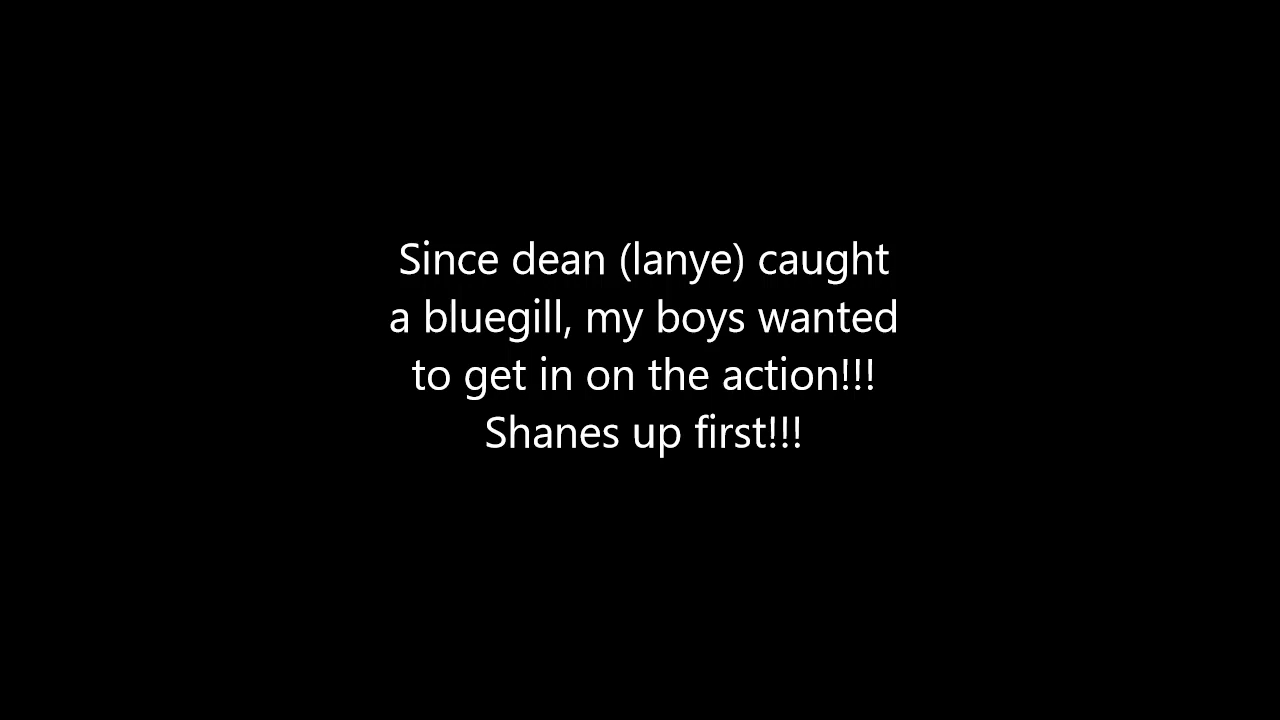 Since dean (lanye) caught
a bluegill, my boys wanted
to get in on the action!!!
Shanes up first!!!